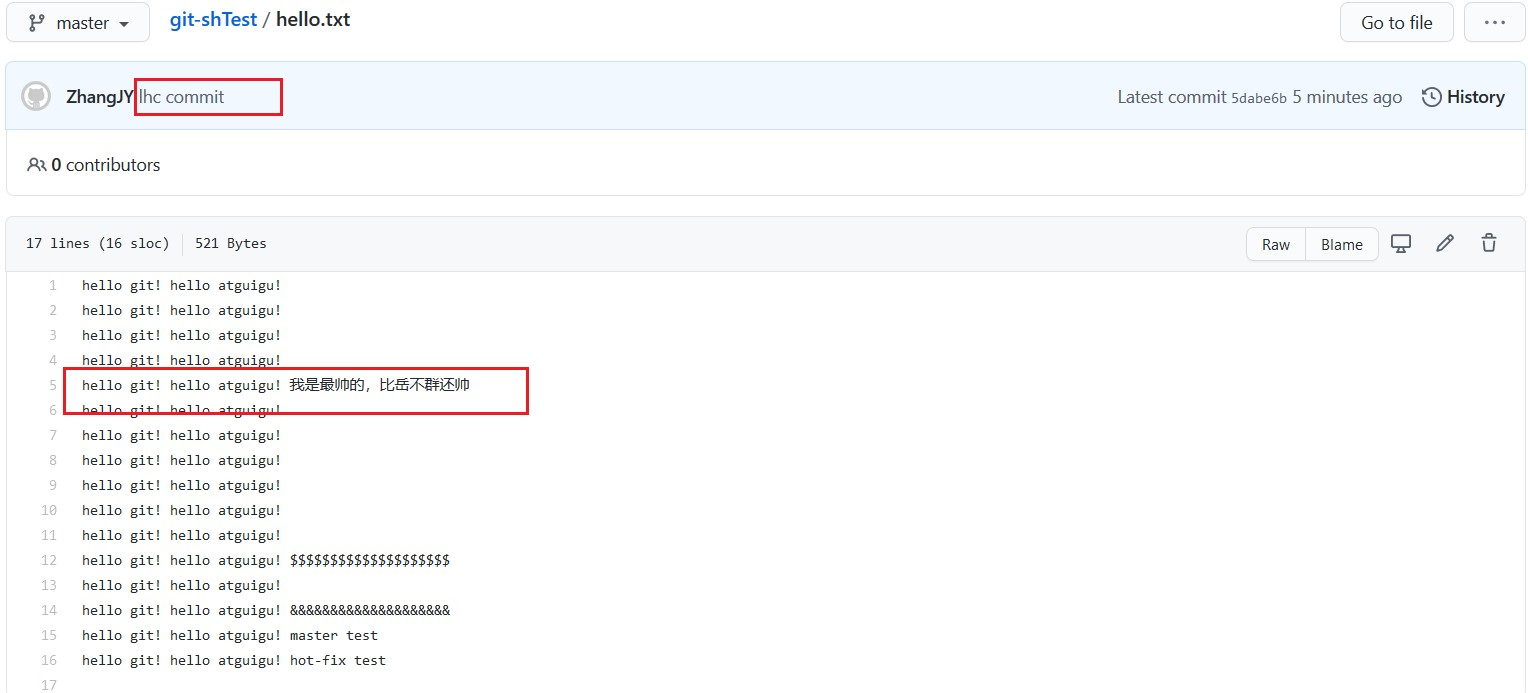 master git-shTest / hello.txt Go to file ...
ZhangJY lhc commit Latest commit 5dabe6b 5 minutes ago History
0 contributors
17 lines (16 sloc) 521 Bytes Raw Blame
1 hello git! hello atguigu!
2 hello git! hello atguigu!
3 hello git! hello atguigu!
4 hello git! hello atguigu!
5 hello git! hello atguigu! 我是最帅的，比岳不群还帅
6 hello git! hello atguigu!
7 hello git! hello atguigu!
8 hello git! hello atguigu!
9 hello git! hello atguigu!
10 hello git! hello atguigu!
11 hello git! hello atguigu!
12 hello git! hello atguigu! $$$$$$$$$$$$$$$$$$$$
13 hello git! hello atguigu!
14 hello git! hello atguigu! &&&&&&&&&&&&&&&&&&&&
15 hello git! hello atguigu! master test
16 hello git! hello atguigu! hot-fix test
17